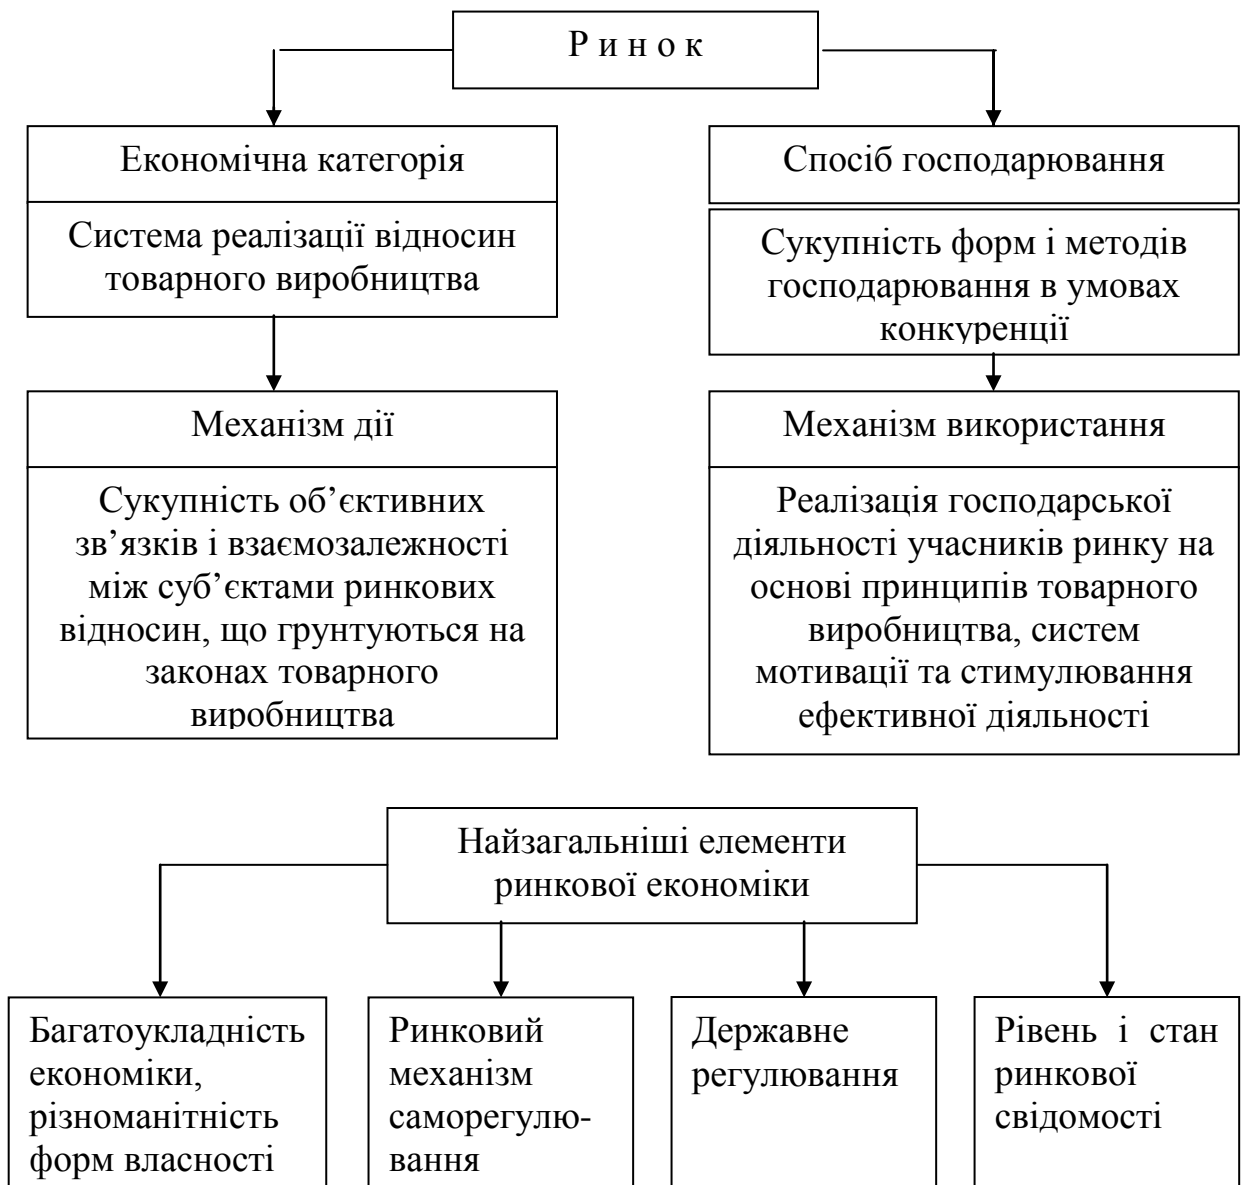 Р и н о к
Економічна категорія
Система реалізації відносин
товарного виробництва
Механізм дії
Сукупність об’єктивних
зв’язків і взаємозалежності
між суб’єктами ринкових
відносин, що грунтуються на
законах товарного
виробництва
Спосіб господарювання
Сукупність форм і методів
господарювання в умовах
конкуренції
Механізм використання
Реалізація господарської
діяльності учасників ринку на
основі принципів товарного
виробництва, систем
мотивації та стимулювання
ефективної діяльності
Найзагальніші елементи
ринкової економіки
Багатоукладність
економіки,
різноманітність
форм власності
Ринковий
механізм
саморегулю-
вання
Державне
регулювання
Рівень і стан
ринкової
свідомості